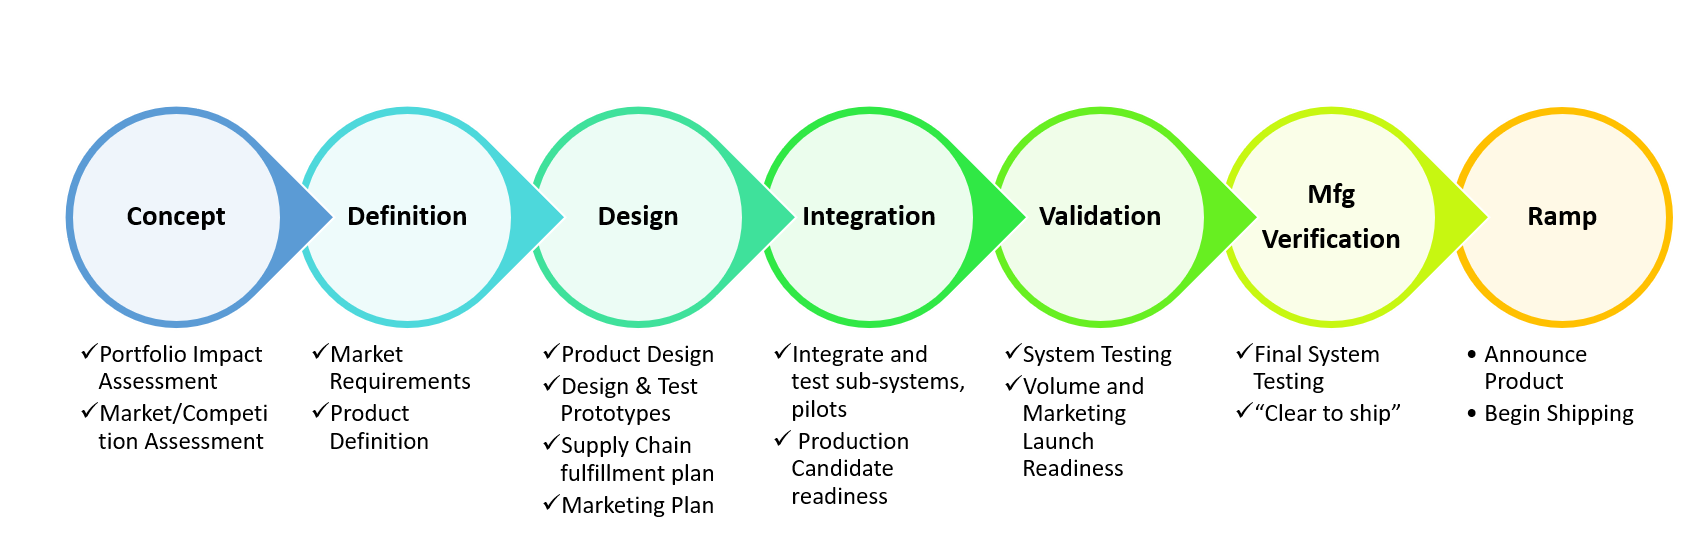 Concept
Definition
Design
Integration
Validation
Mfg
Verification
Ramp
✓Portfolio Impact
Assessment
✓Market/Competi
tion Assessment
✓Market
Requirements
✓Product
Definition
✓Product Design
✓Design & Test
Prototypes
✓Supply Chain
fulfillment plan
✓Marketing Plan
✓Integrate and
test sub-systems,
pilots
✓ Production
Candidate
readiness
✓System Testing
✓Volume and
Marketing
Launch
Readiness
✓Final System
Testing
✓“Clear to ship”
• Announce
Product
• Begin Shipping